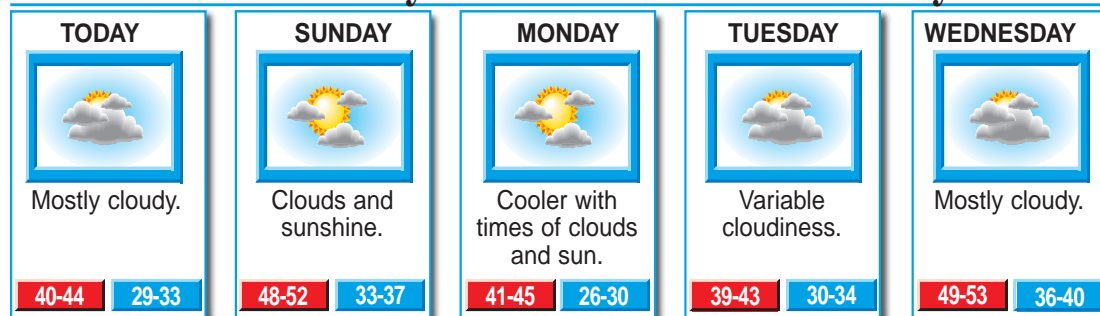 TODAY
Mostly cloudy.
40-44 29-33
SUNDAY
Clouds and
sunshine.
48-52 33-37
MONDAY
Cooler with
times of clouds
and sun.
41-45 26-30
TUESDAY
Variable
cloudiness.
39-43 30-34
WEDNESDAY
Mostly cloudy.
49-53 36-40